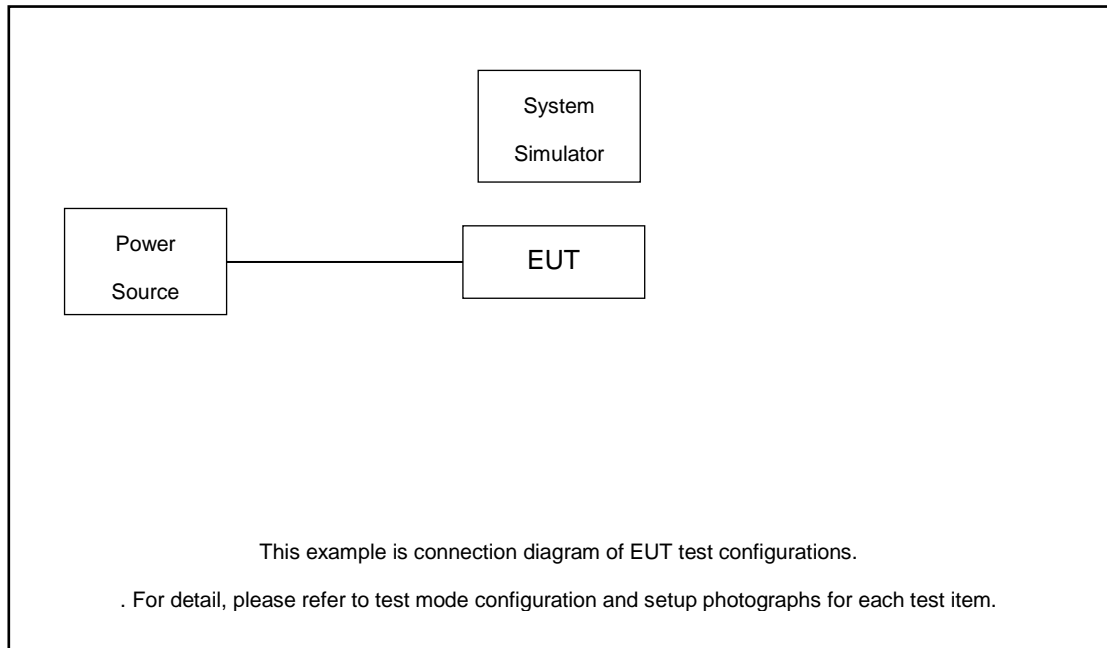 System
Simulator
Power
Source
EUT
This example is connection diagram of EUT test configurations.
. For detail, please refer to test mode configuration and setup photographs for each test item.